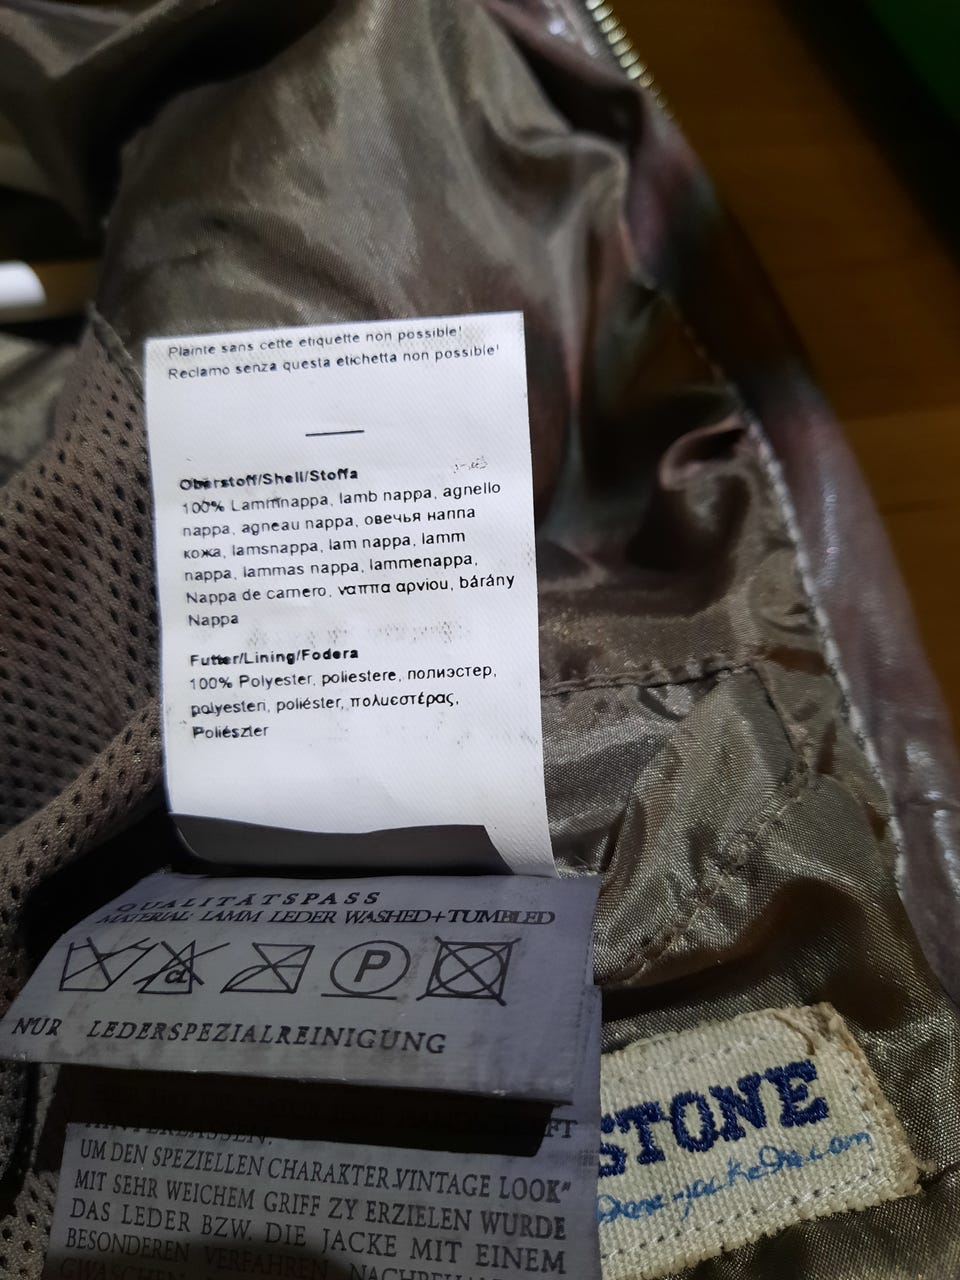 Plainte sans cette etiquette non possible!
Reclamo senza questa etichetta non possible!
Oberstoff/Shell/Stoffa
100% Lammnappa, lamb nappa, agnello
nappa, agneau nappa, овечья наппа
кожа, lamsnappa, lam nappa, lamm
nappa, lammas nappa, lammenappa,
Nappa de carnero, ναππα αρνιου, bárány
Nappa
Futter/Lining/Fodera
100% Polyester, poliestere, полиэстер,
polyesteri, poliéster, πολυεστέρας,
Poliészter
QUALITÄTSPASS
MATERIAL: LAMM LEDER WASHED+TUMBLED
cl P
NUR LEDERSPEZIALREINIGUNG
HINTERLASSEN.
UM DEN SPEZIELLEN CHARAKTER „VINTAGE LOOK"
MIT SEHR WEICHEM GRIFF ZY ERZIELEN WURDE
DAS LEDER BZW. DIE JACKE MIT EINEM
BESONDEREN VERFAHREN
STONE